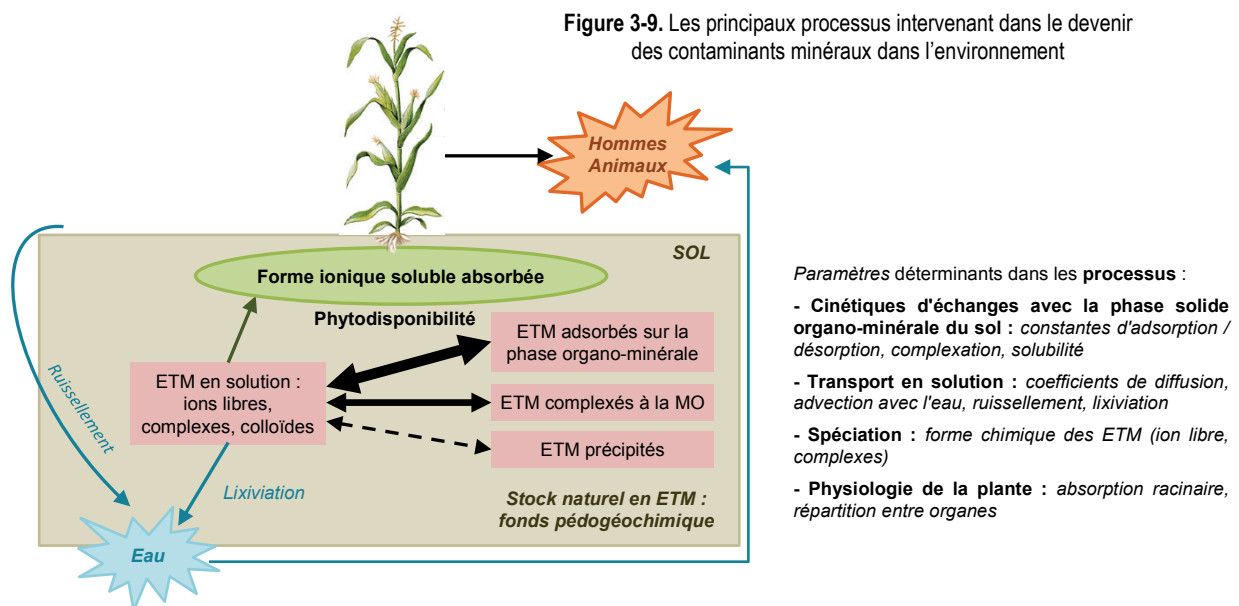 Figure 3-9. Les principaux processus intervenant dans le devenir
des contaminants minéraux dans l'environnement
Hommes
Animaux
SOL
Forme ionique soluble absorbée
Phytodisponibilité
ETM adsorbés sur la
phase organo-minérale
ETM en solution :
ions libres,
complexes, colloïdes
ETM complexés à la MO
ETM précipités
Ruissellement
Lixiviation
Stock naturel en ETM :
fonds pédogéochimique
Eau
Paramètres déterminants dans les processus :
- Cinétiques d'échanges avec la phase solide
organo-minérale du sol : constantes d'adsorption /
désorption, complexation, solubilité
- Transport en solution : coefficients de diffusion,
advection avec l'eau, ruissellement, lixiviation
- Spéciation : forme chimique des ETM (ion libre,
complexes)
- Physiologie de la plante : absorption racinaire,
répartition entre organes